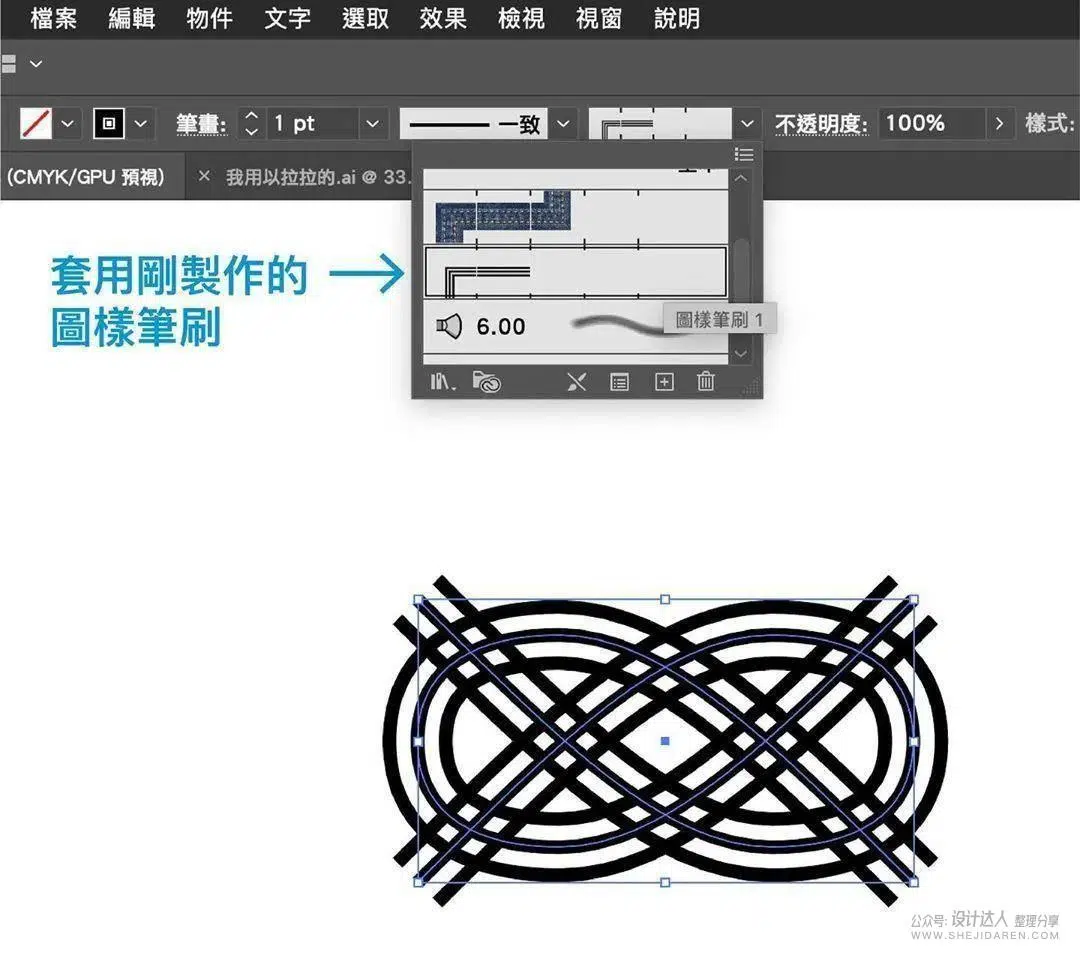 檔案 編輯 物件 文字 選取 效果 檢視 視窗 說明
筆畫: 1 pt 一致 不透明度: 100% 樣式:
(CMYK/GPU 預視) × 我用以拉拉的.ai @ 33.
套用剛製作的
圖樣筆刷
6.00
圖樣筆刷 1
公众号: 设计达人 整理分享
WWW.SHEJIDAREN.COM